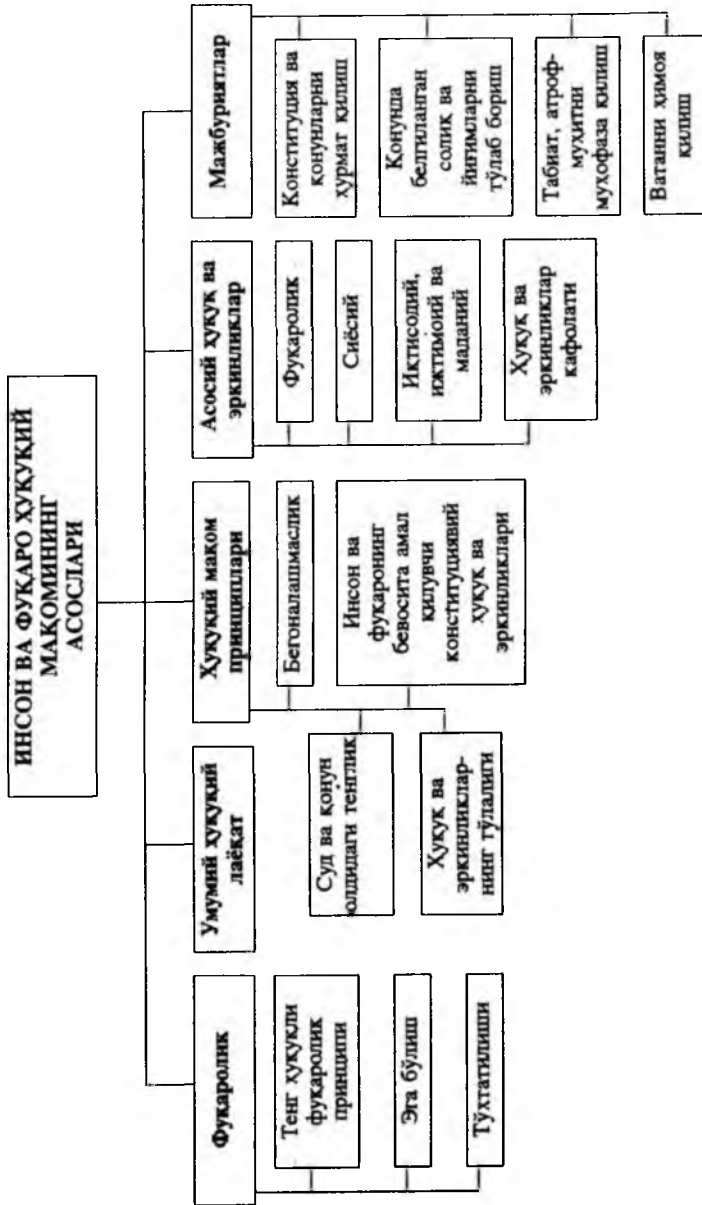 ИНСОН ВА ФУҚАРО ҲУҚУҚИЙ
МАҚОМИНИНГ
АСОСЛАРИ
Фуқаролик
Тенг ҳуқуқли
фуқаролик
принципи
Эга бўлиш
Тўхтатилиши
Умумий ҳуқуқий
лаёқат
Ҳуқуқий мақом
принциплари
Бегоналашмаслик
Суд ва қонун
олдидаги тенглик
Инсон ва
фуқаронинг
бевосита амал
қилувчи
конституциявий
ҳуқуқ ва
эркинликлари
Ҳуқуқ ва
эркинликлар-
нинг тўлалиги
Асосий ҳуқуқ ва
эркинликлар
Фуқаролик
Сиёсий
Иқтисодий,
ижтимоий ва
маданий
Ҳуқуқ ва
эркинликлар
кафолати
Мажбуриятлар
Конституция ва
қонунларни
ҳурмат қилиш
Қонунда
белгиланган
солиқ ва
йиғимларни
тўлаб бориш
Табиат, атроф-
муҳитни
муҳофаза қилиш
Ватанни ҳимоя
қилиш